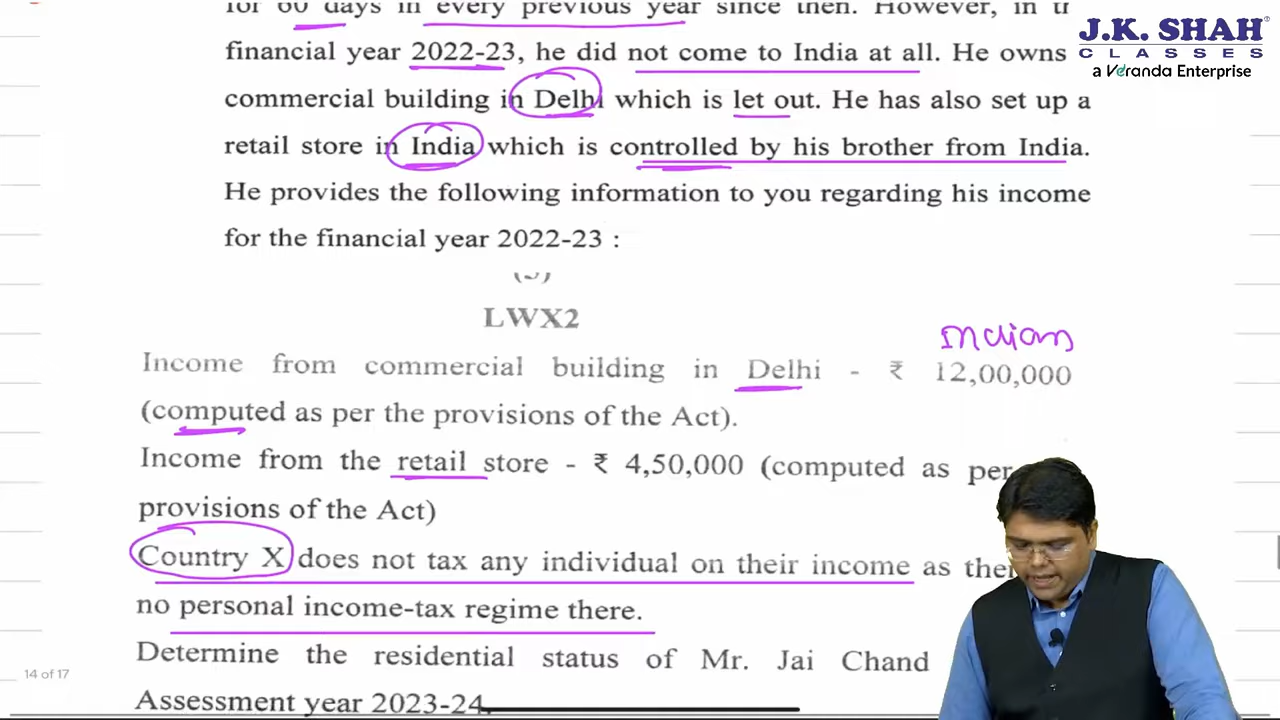 for 60 days in every previous year since then. However, in
financial year 2022-23, he did not come to India at all. He owns
commercial building in Delhi which is let out. He has also set up a
retail store in India which is controlled by his brother from India.
He provides the following information to you regarding his income
for the financial year 2022-23 :
LWX2
Indian
Income from commercial building in Delhi - ₹ 12,00,000
(computed as per the provisions of the Act).
Income from the retail store - ₹ 4,50,000 (computed as per
provisions of the Act)
Country X does not tax any individual on their income as
no personal income-tax regime there.
Determine the residential status of Mr. Jai Chand
Assessment year 2023-24.
14 of 17
J.K. SHAH®
CLASSES
a Veranda Enterprise